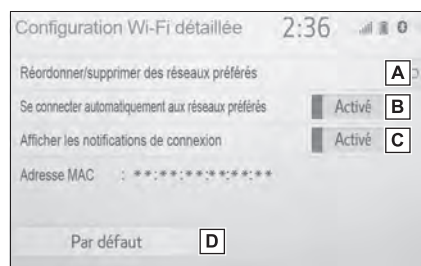 Configuration Wi-Fi détaillée 2:36
Réordonner/supprimer des réseaux préférés A
Se connecter automatiquement aux réseaux préférés Activé B
Afficher les notifications de connexion Activé C
Adresse MAC : **:**:**:**:**:**
Par défaut D